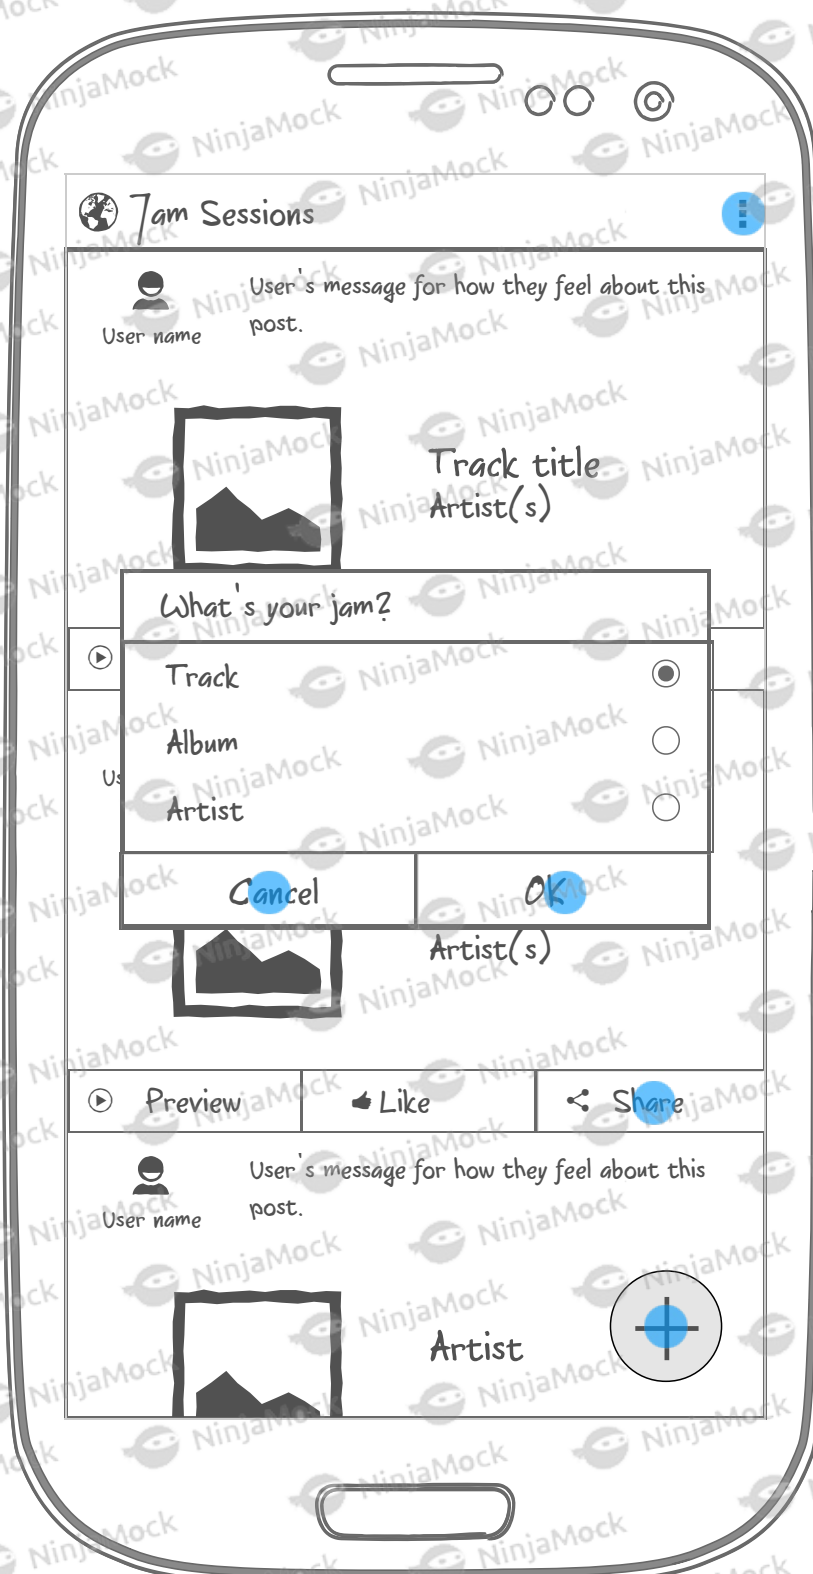 Jam Sessions
User's message for how they feel about this
post.
User name
Track title
Artist(s)
What's your jam?
Track
Album
Artist
Us
Cancel
OK
Artist(s)
Preview
Like
Share
User's message for how they feel about this
post.
User name
Artist
NinjaMock